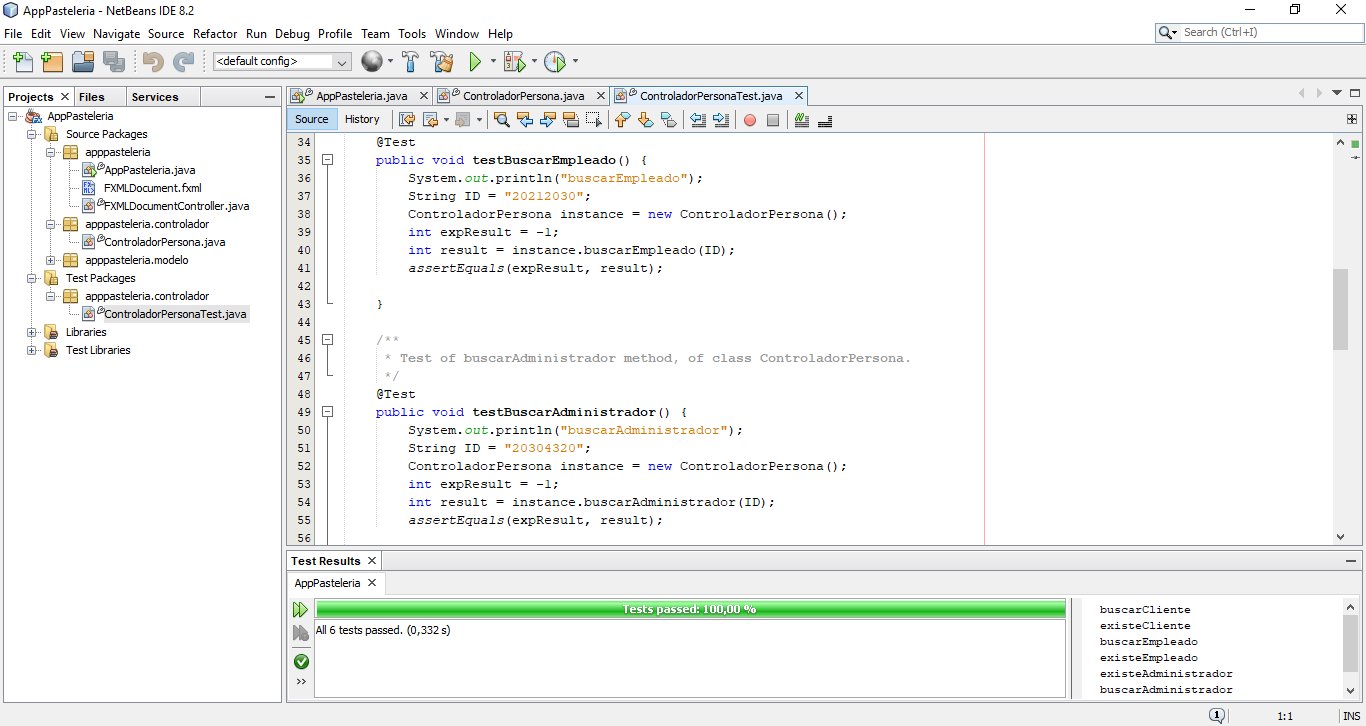 AppPasteleria - NetBeans IDE 8.2
File Edit View Navigate Source Refactor Run Debug Profile Team Tools Window Help
Search (Ctrl+I)
<default config>
Projects Files Services
AppPasteleria
Source Packages
apppasteleria
AppPasteleria.java
FXMLDocument.fxml
FXMLDocumentController.java
apppasteleria.controlador
ControladorPersona.java
apppasteleria.modelo
Test Packages
apppasteleria.controlador
ControladorPersonaTest.java
Libraries
Test Libraries
AppPasteleria.java ControladorPersona.java ControladorPersonaTest.java
Source History
34 @Test
35 public void testBuscarEmpleado() {
36 System.out.println("buscarEmpleado");
37 String ID = "20212030";
38 ControladorPersona instance = new ControladorPersona();
39 int expResult = -1;
40 int result = instance.buscarEmpleado(ID);
41 assertEquals(expResult, result);
42
43 }
44
45 /**
46 * Test of buscarAdministrador method, of class ControladorPersona.
47 */
48 @Test
49 public void testBuscarAdministrador() {
50 System.out.println("buscarAdministrador");
51 String ID = "20304320";
52 ControladorPersona instance = new ControladorPersona();
53 int expResult = -1;
54 int result = instance.buscarAdministrador(ID);
55 assertEquals(expResult, result);
56
Test Results
AppPasteleria
Tests passed: 100,00 %
All 6 tests passed. (0,332 s)
buscarCliente
existeCliente
buscarEmpleado
existeEmpleado
existeAdministrador
buscarAdministrador
1 1:1 INS